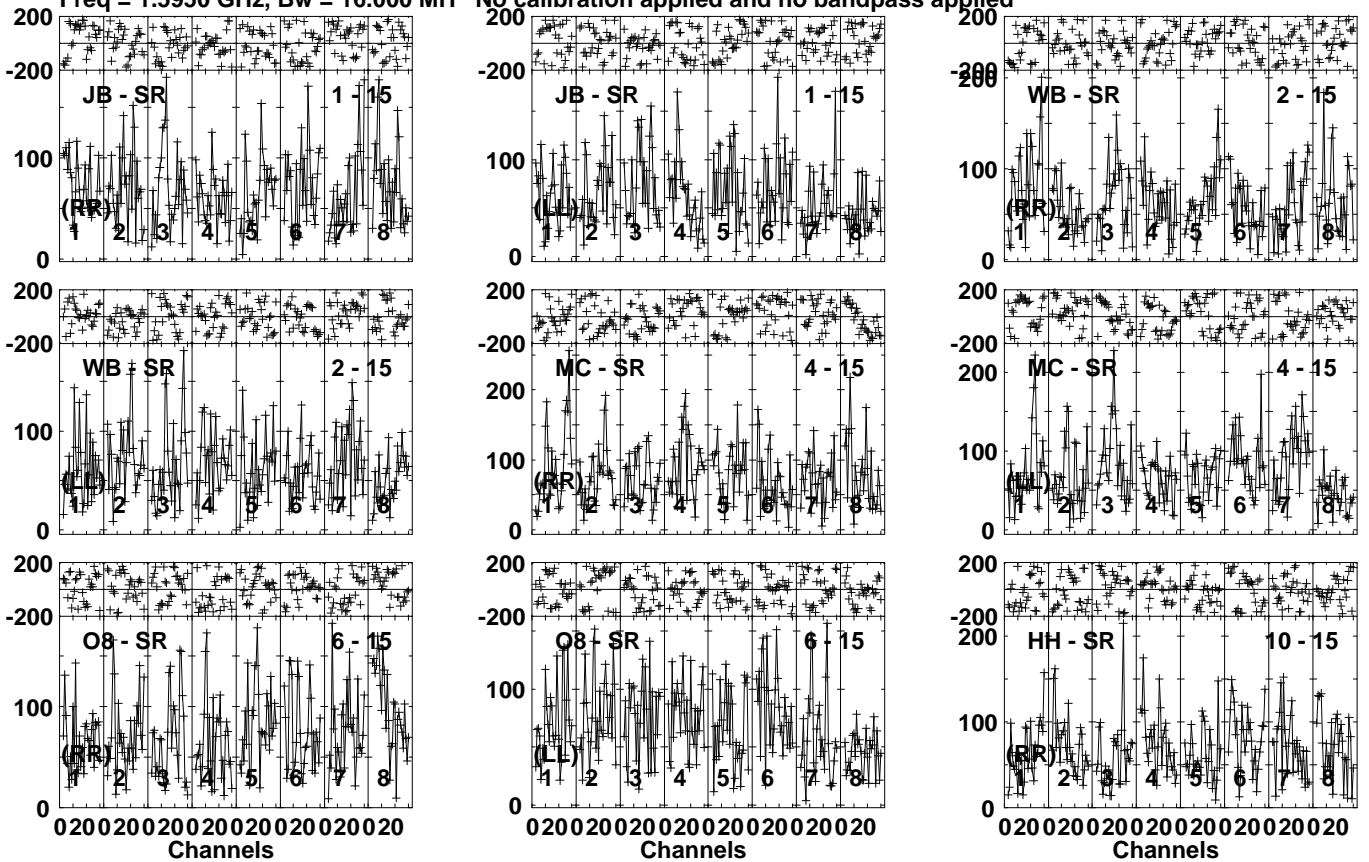 Freq = 1.5950 GHz, Bw = 16.000 MH No calibration applied and no bandpass applied
200 200 200
-200 -200 -200
200
JB - SR 1 - 15 JB - SR 1 - 15 WB - SR 2 - 15
100 100 100
(RR) (LL) (RR)
1 2 3 4 5 6 7 8 1 2 3 4 5 6 7 8 1 2 3 4 5 6 7 8
0 0 0
200 200 200
-200 -200 -200
WB - SR 2 - 15 MC - SR 4 - 15 MC - SR 4 - 15
200 200
100 100 100
(LL) (RR) (LL)
1 2 3 4 5 6 7 8 1 2 3 4 5 6 7 8 1 2 3 4 5 6 7 8
0 0 0
200 200 200
-200 -200 -200
O8 - SR 6 - 15 O8 - SR 6 - 15 HH - SR 10 - 15
200
100 100 100
(RR) (LL) (RR)
1 2 3 4 5 6 7 8 1 2 3 4 5 6 7 8 1 2 3 4 5 6 7 8
0 0 0
0 20 0 20 0 20 0 20 0 20 0 20 0 20 0 20 0 20 0 20 0 20 0 20 0 20 0 20 0 20 0 20 0 20 0 20 0 20 0 20 0 20 0 20 0 20 0 20
Channels Channels Channels